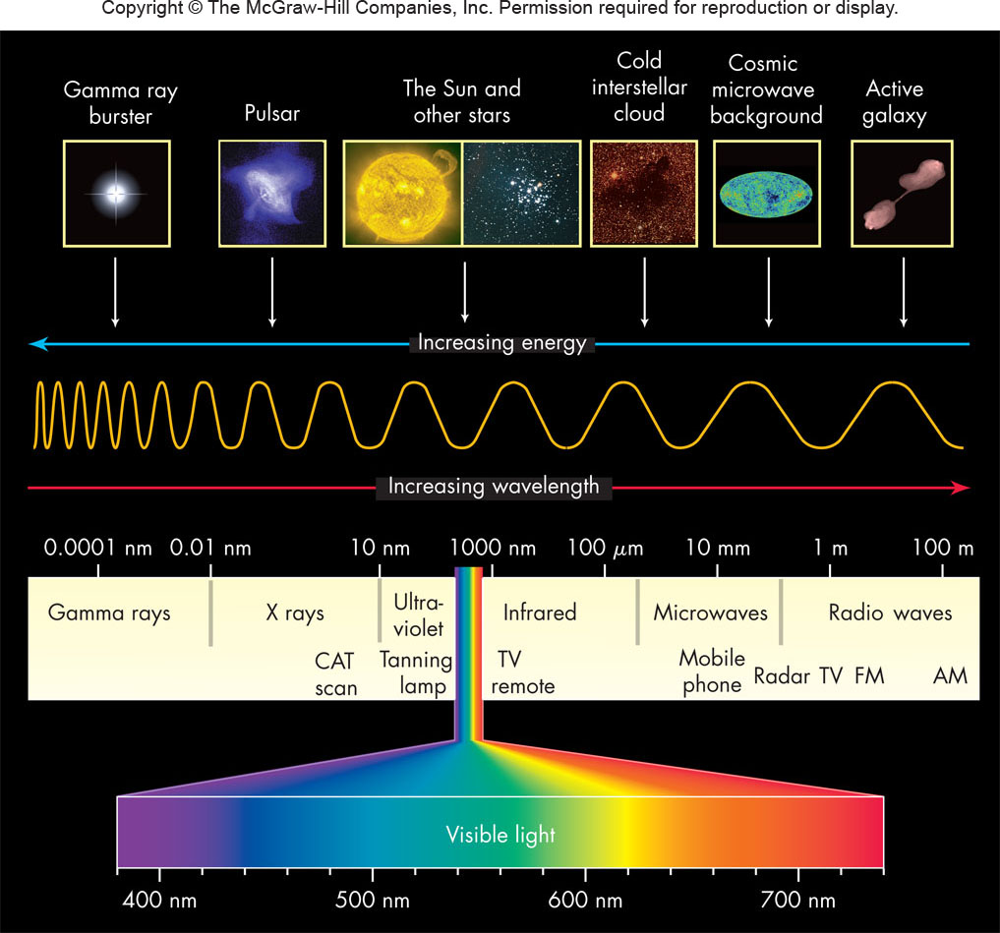 Copyright © The McGraw-Hill Companies, Inc. Permission required for reproduction or display.
Gamma ray
burster
Pulsar
The Sun and
other stars
Cold
interstellar
cloud
Cosmic
microwave
background
Active
galaxy
Increasing energy
Increasing wavelength
0.0001 nm 0.01 nm 10 nm 1000 nm 100 μm 10 mm 1 m 100 m
Gamma rays
X rays
Ultra-
violet
Infrared
Microwaves
Radio waves
CAT
scan
Tanning
lamp
TV
remote
Mobile
phone
Radar TV FM AM
Visible light
400 nm 500 nm 600 nm 700 nm